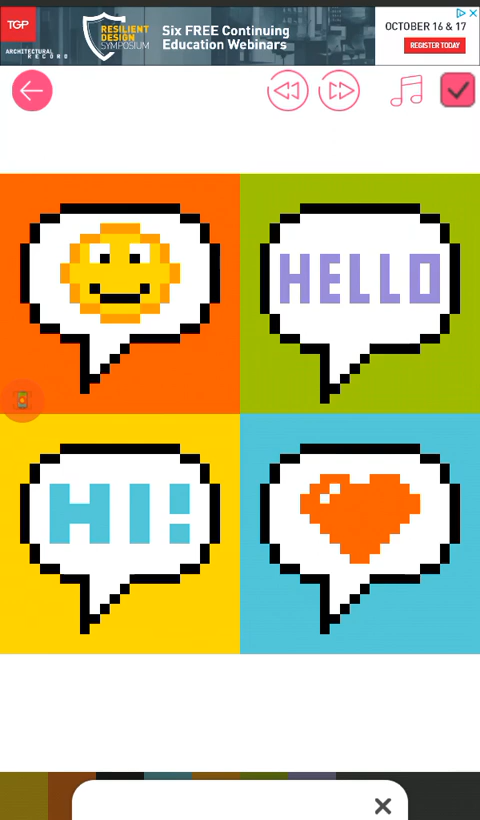 TGP
ARCHITECTURAL
RECORD
RESILIENT
DESIGN
SYMPOSIUM
Six FREE Continuing
Education Webinars
OCTOBER 16 & 17
REGISTER TODAY
HELLO
HI!